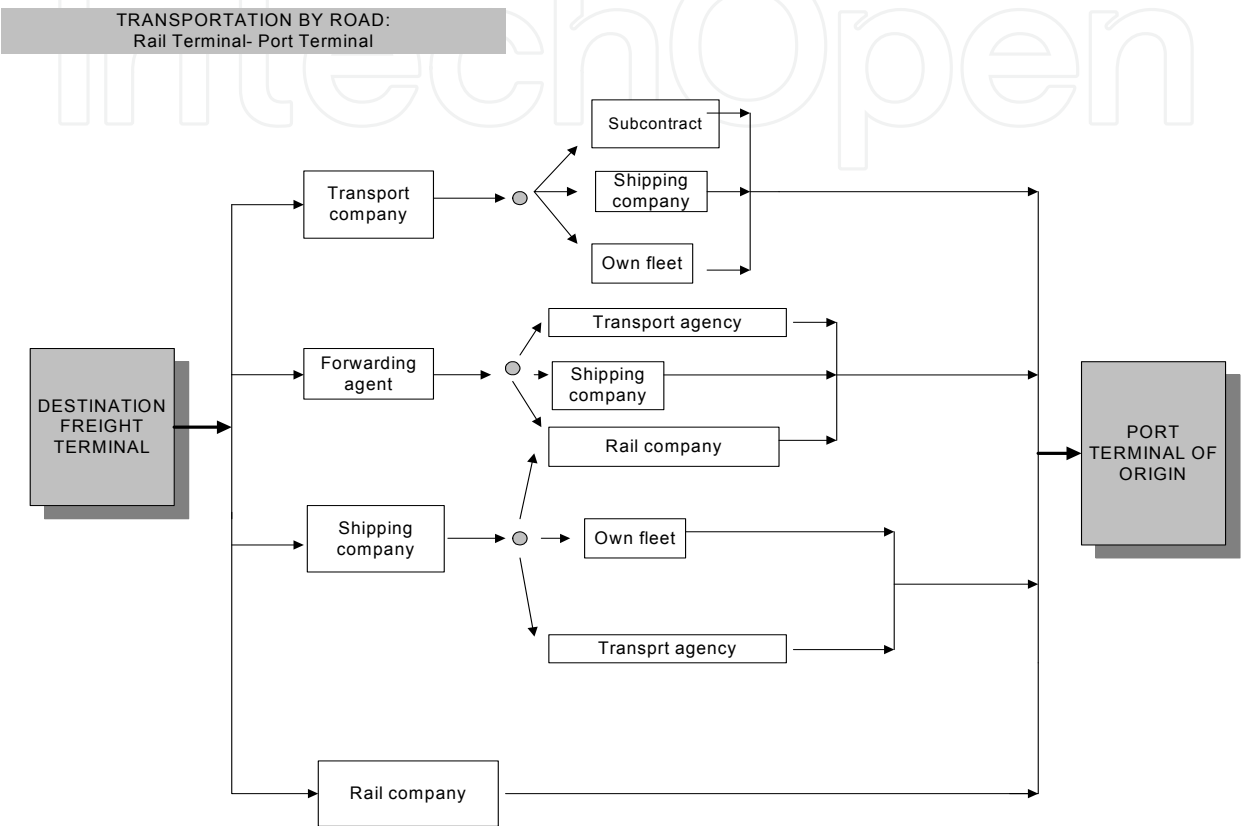 TRANSPORTATION BY ROAD:
Rail Terminal- Port Terminal
IntechOpen
Subcontract
Shipping
company
Transport
company
Own fleet
Transport agency
Forwarding
agent
Shipping
company
Rail company
DESTINATION
FREIGHT
TERMINAL
PORT
TERMINAL OF
ORIGIN
Shipping
company
Own fleet
Transprt agency
Rail company